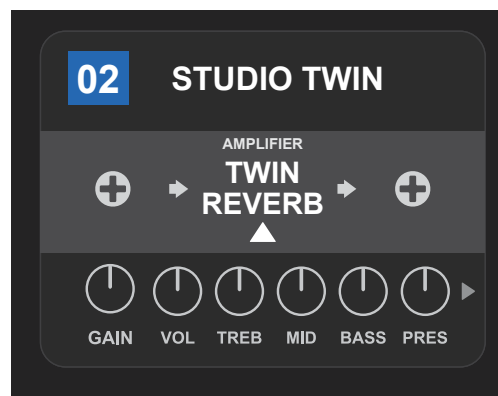 02 STUDIO TWIN
AMPLIFIER
TWIN
REVERB
GAIN VOL TREB MID BASS PRES